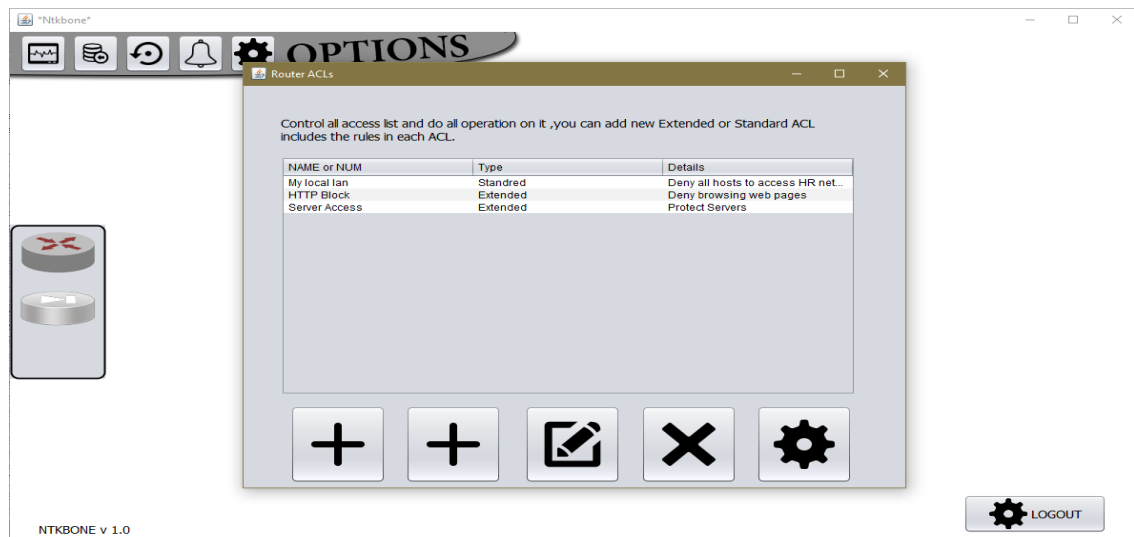 "Ntkbone"
OPTIONS
Router ACLs
Control all access list and do all operation on it ,you can add new Extended or Standard ACL
includes the rules in each ACL.
NAME or NUM Type Details
My local lan Standred Deny all hosts to access HR net...
HTTP Block Extended Deny browsing web pages
Server Access Extended Protect Servers
LOGOUT
NTKBONE v 1.0